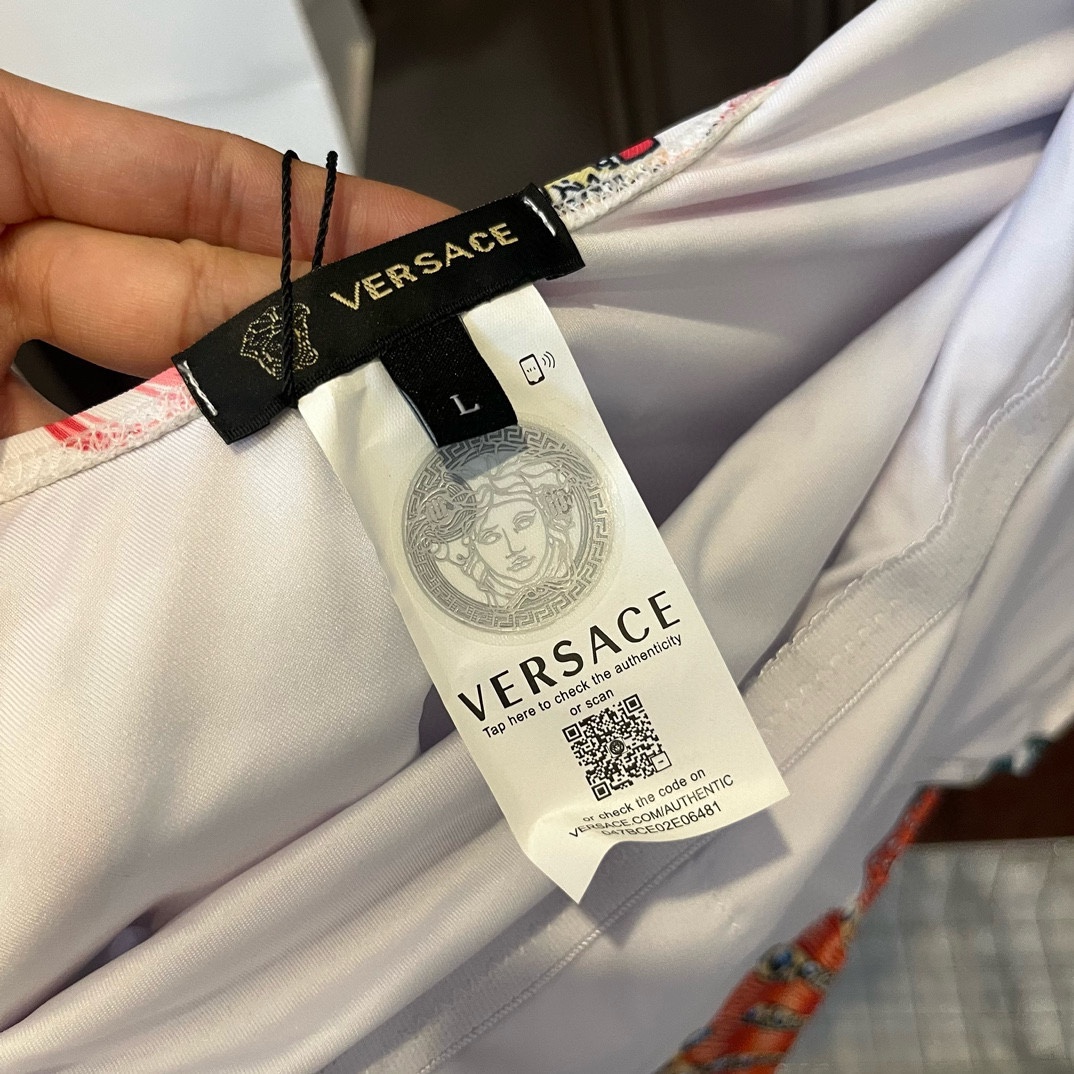 VERSACE
L
VERSACE
Tap here to check the authenticity
or scan
or check the code on
VERSACE.COM/AUTHENTIC
047BCE02E06481